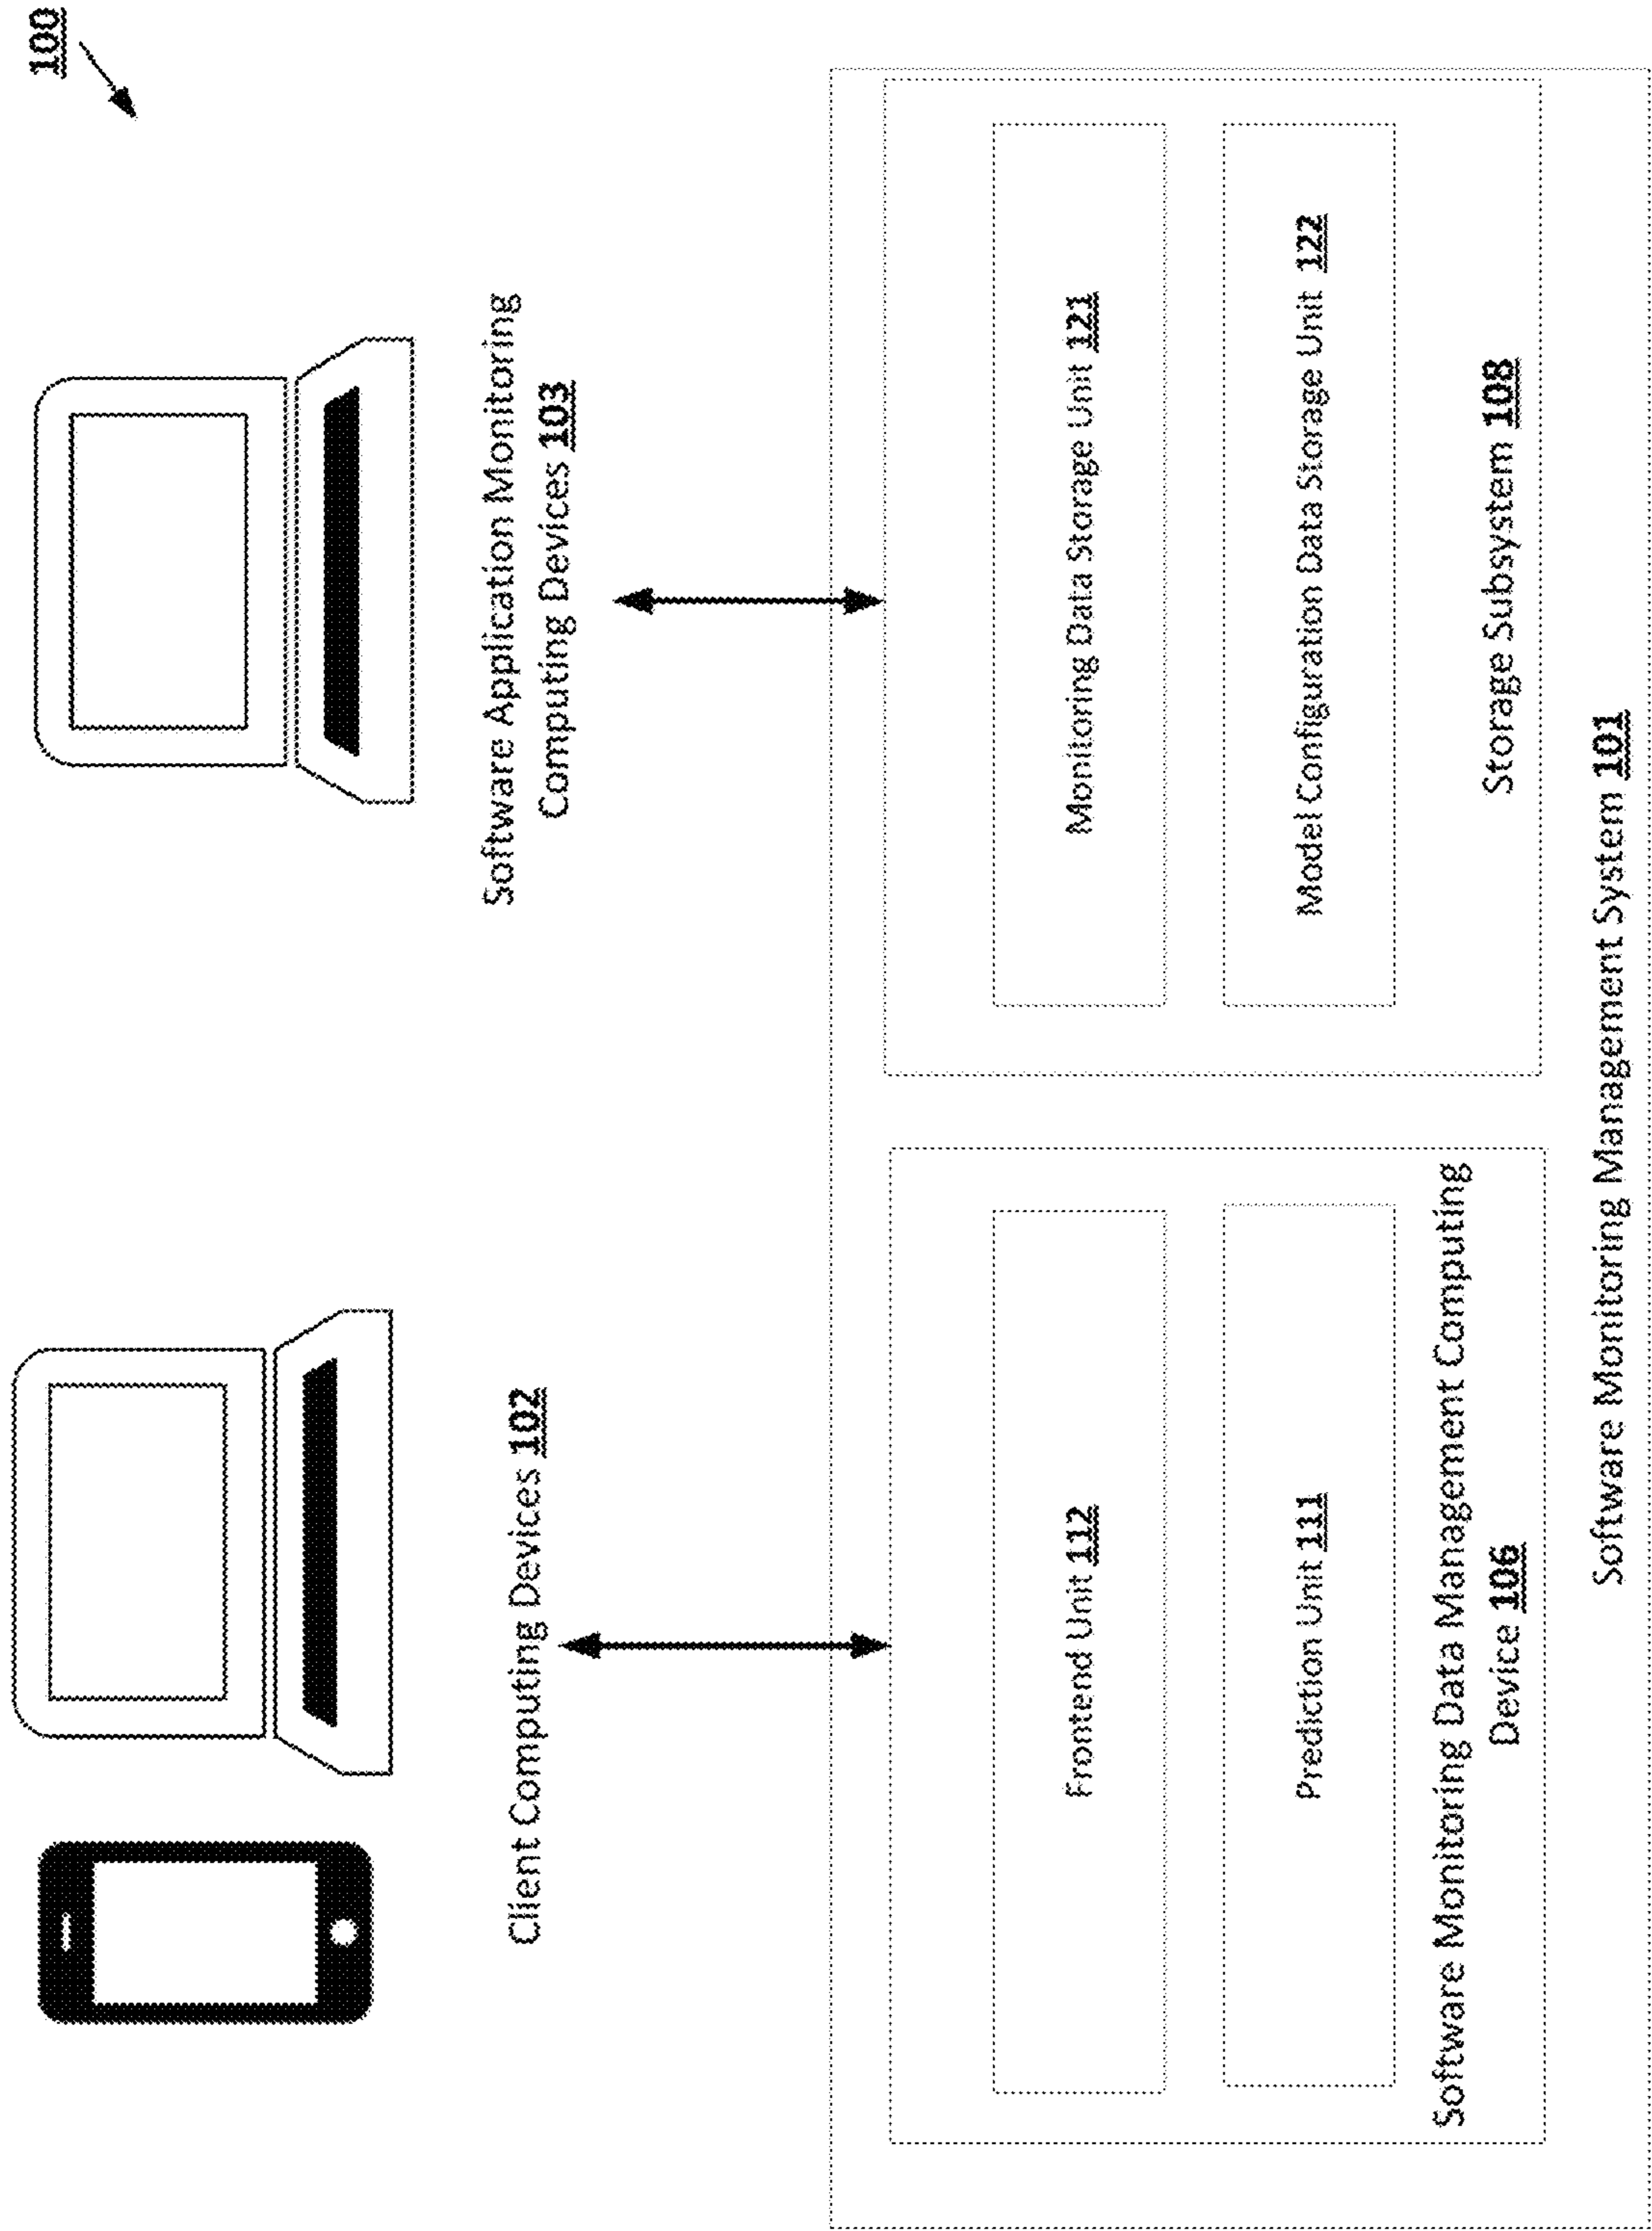 100
Client Computing Devices 102
Software Application Monitoring
Computing Devices 103
Frontend Unit 112
Prediction Unit 111
Software Monitoring Data Management Computing
Device 106
Monitoring Data Storage Unit 121
Model Configuration Data Storage Unit 122
Storage Subsystem 108
Software Monitoring Management System 101